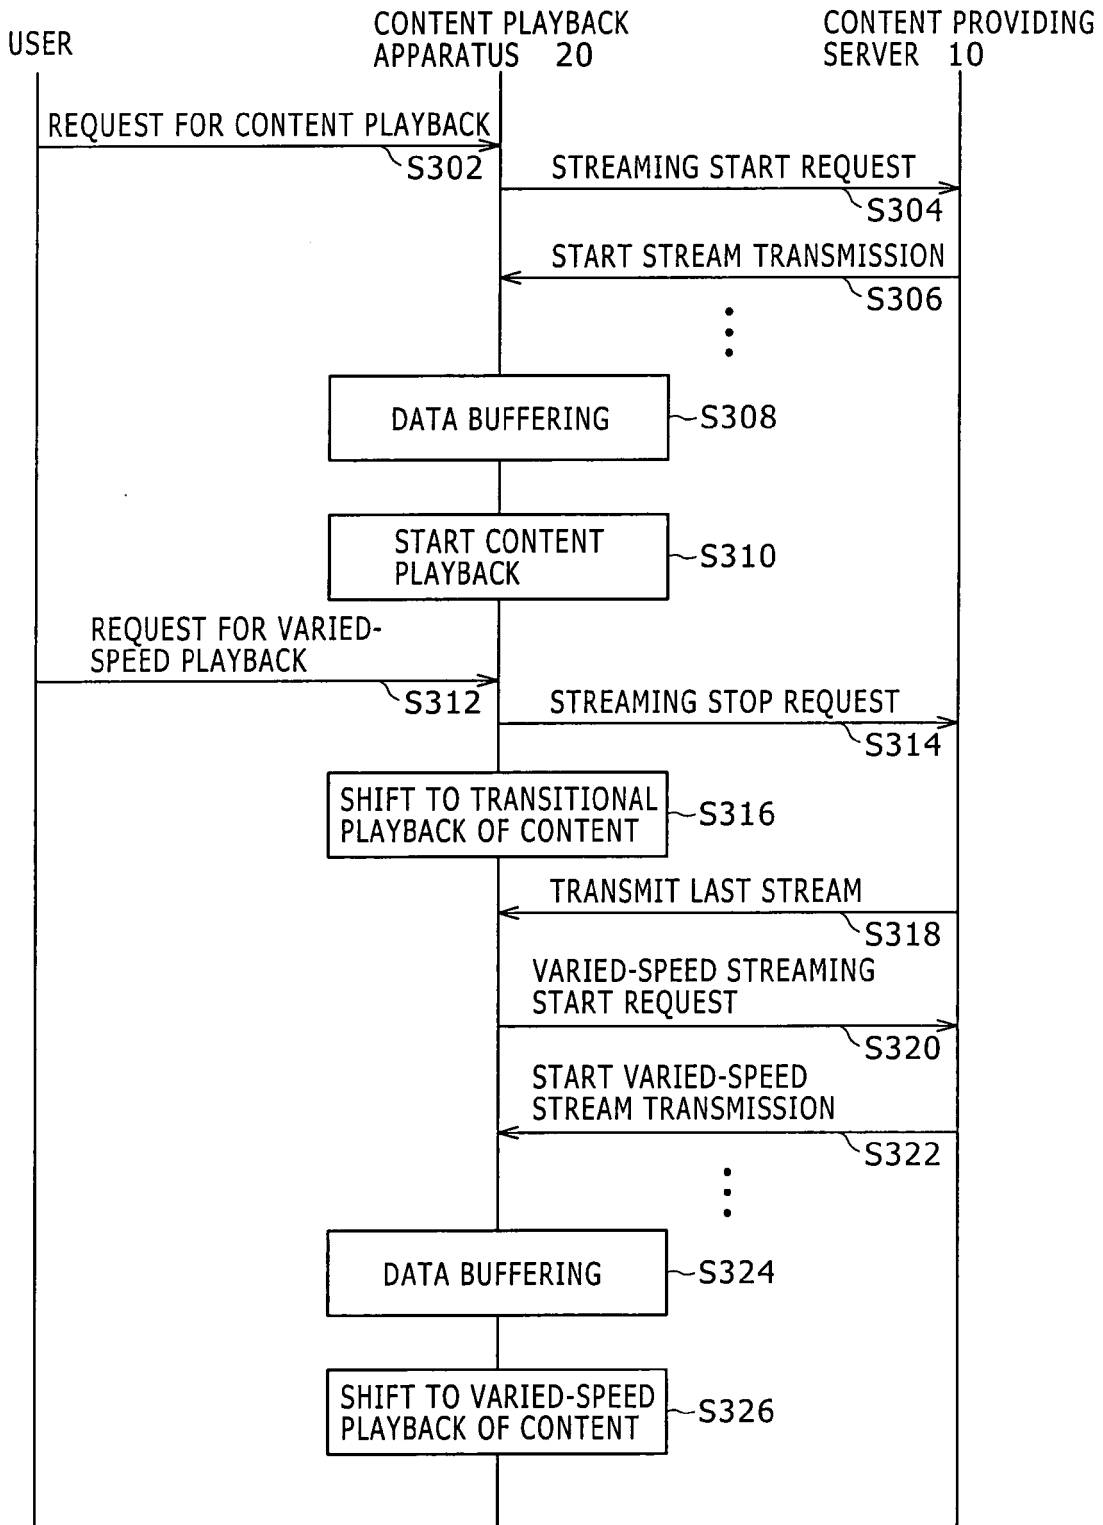 USER
CONTENT PLAYBACK
APPARATUS 20
CONTENT PROVIDING
SERVER 10
REQUEST FOR CONTENT PLAYBACK
S302
STREAMING START REQUEST
S304
START STREAM TRANSMISSION
S306
DATA BUFFERING
S308
START CONTENT
PLAYBACK
S310
REQUEST FOR VARIED-
SPEED PLAYBACK
S312
STREAMING STOP REQUEST
S314
SHIFT TO TRANSITIONAL
PLAYBACK OF CONTENT
S316
TRANSMIT LAST STREAM
S318
VARIED-SPEED STREAMING
START REQUEST
S320
START VARIED-SPEED
STREAM TRANSMISSION
S322
DATA BUFFERING
S324
SHIFT TO VARIED-SPEED
PLAYBACK OF CONTENT
S326